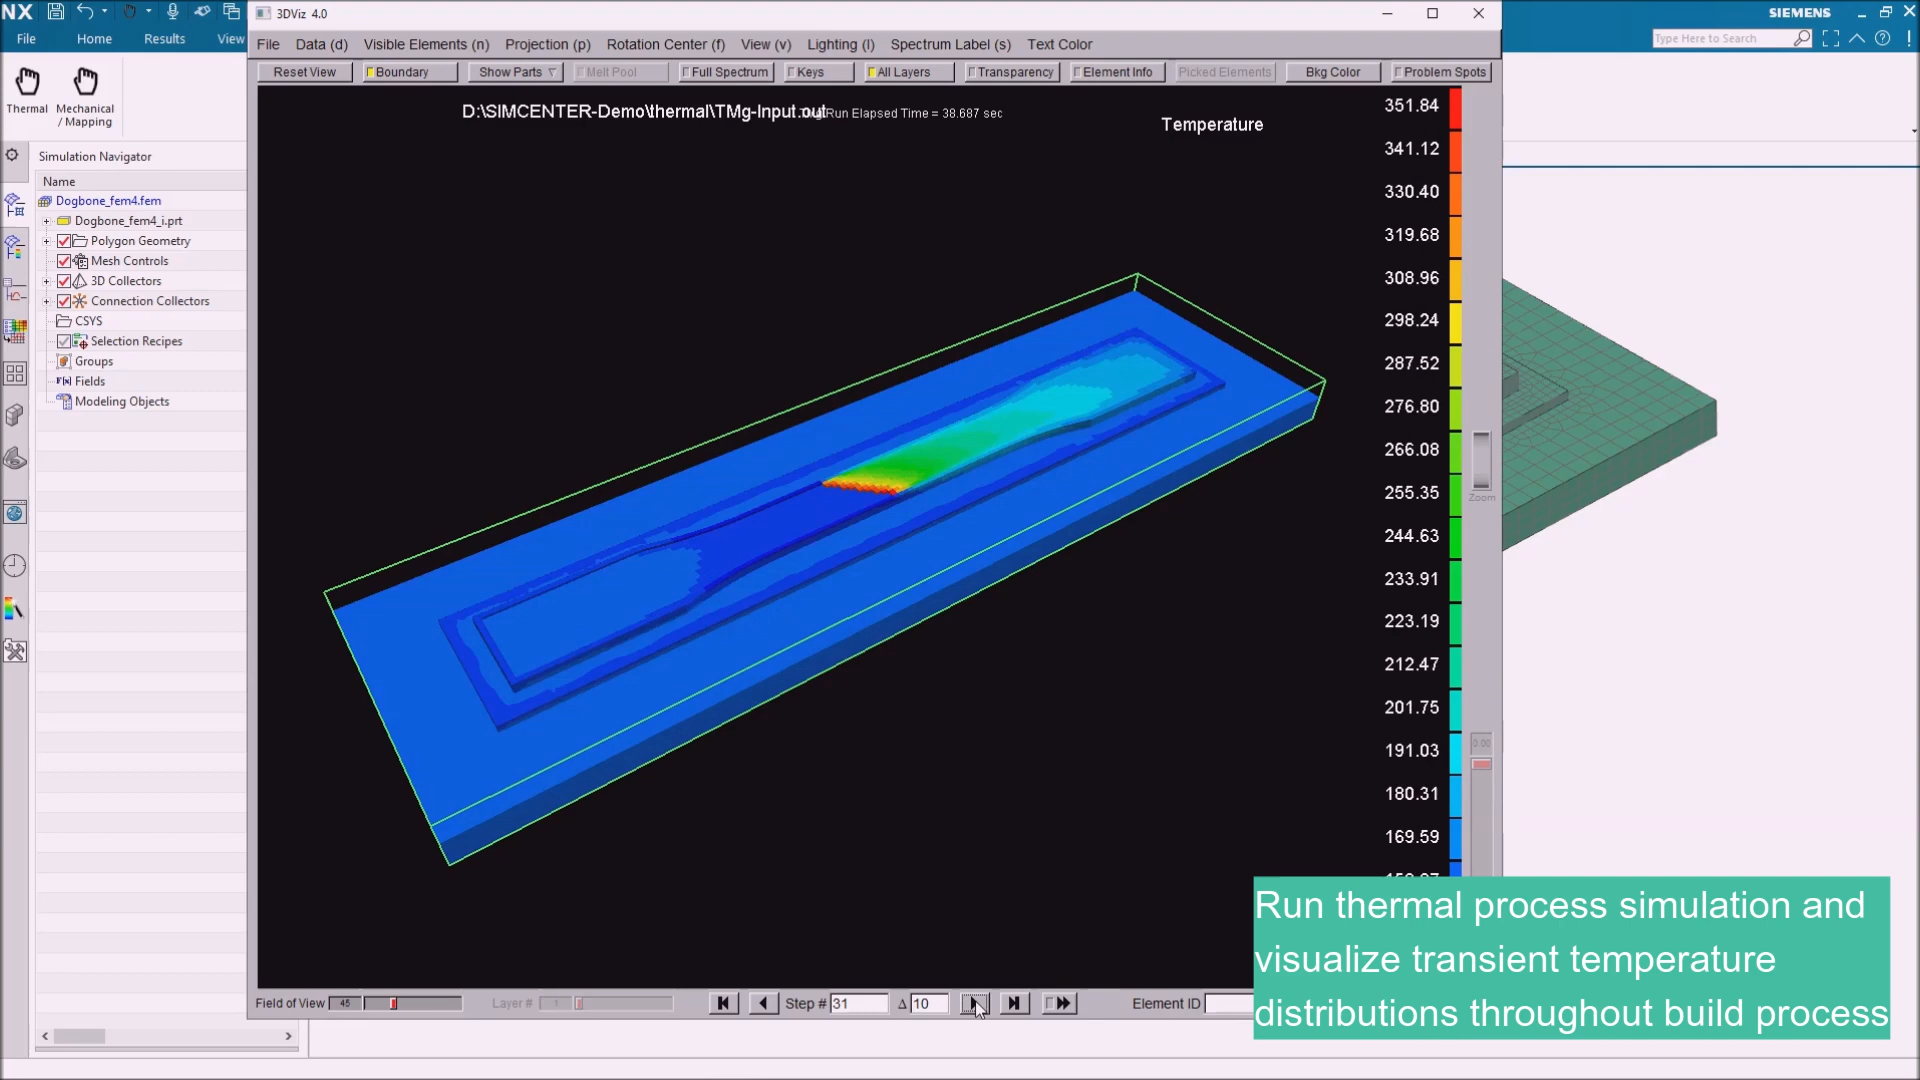 NX
SIEMENS
3DViz 4.0
File Home Results View
Type Here to Search
File Data (d) Visible Elements (n) Projection (p) Rotation Center (f) View (v) Lighting (l) Spectrum Label (s) Text Color
Reset View Boundary Show Parts Melt Pool Full Spectrum Keys All Layers Transparency Element Info Picked Elements Bkg Color Problem Spots
Thermal
Mechanical
/ Mapping
Simulation Navigator
Name
Dogbone_fem4.fem
Dogbone_fem4_i.prt
Polygon Geometry
Mesh Controls
3D Collectors
Connection Collectors
CSYS
Selection Recipes
Groups
Fields
Modeling Objects
D:\SIMCENTER-Demo\thermal\TMg-Input.out
Run Elapsed Time = 38.687 sec
Temperature
351.84
341.12
330.40
319.68
308.96
298.24
287.52
276.80
266.08
255.35
244.63
233.91
223.19
212.47
201.75
191.03
180.31
169.59
Zoom
0.00
Run thermal process simulation and
visualize transient temperature
distributions throughout build process
Field of View 45 Layer # 1 Step # 31 Δ 10 Element ID